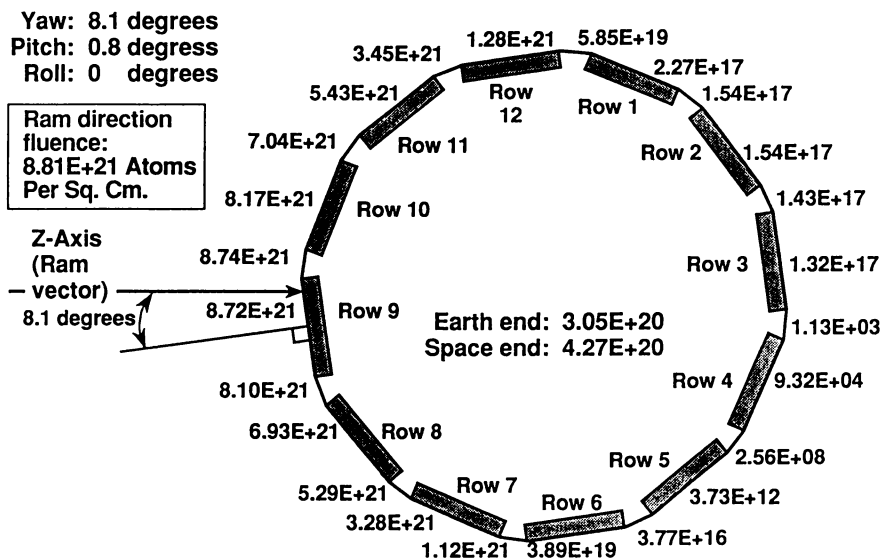 Yaw: 8.1 degrees
Pitch: 0.8 degress
Roll: 0 degrees
Ram direction
fluence:
8.81E+21 Atoms
Per Sq. Cm.
Z-Axis
(Ram
vector)
8.1 degrees
3.45E+21
1.28E+21
5.85E+19
2.27E+17
1.54E+17
1.54E+17
1.43E+17
1.32E+17
1.13E+03
9.32E+04
2.56E+08
3.73E+12
3.77E+16
3.89E+19
1.12E+21
3.28E+21
5.29E+21
6.93E+21
8.10E+21
8.72E+21
8.74E+21
8.17E+21
7.04E+21
5.43E+21
Row
12
Row 1
Row 2
Row 3
Row 4
Row 5
Row 6
Row 7
Row 8
Row 9
Row 10
Row 11
Earth end: 3.05E+20
Space end: 4.27E+20